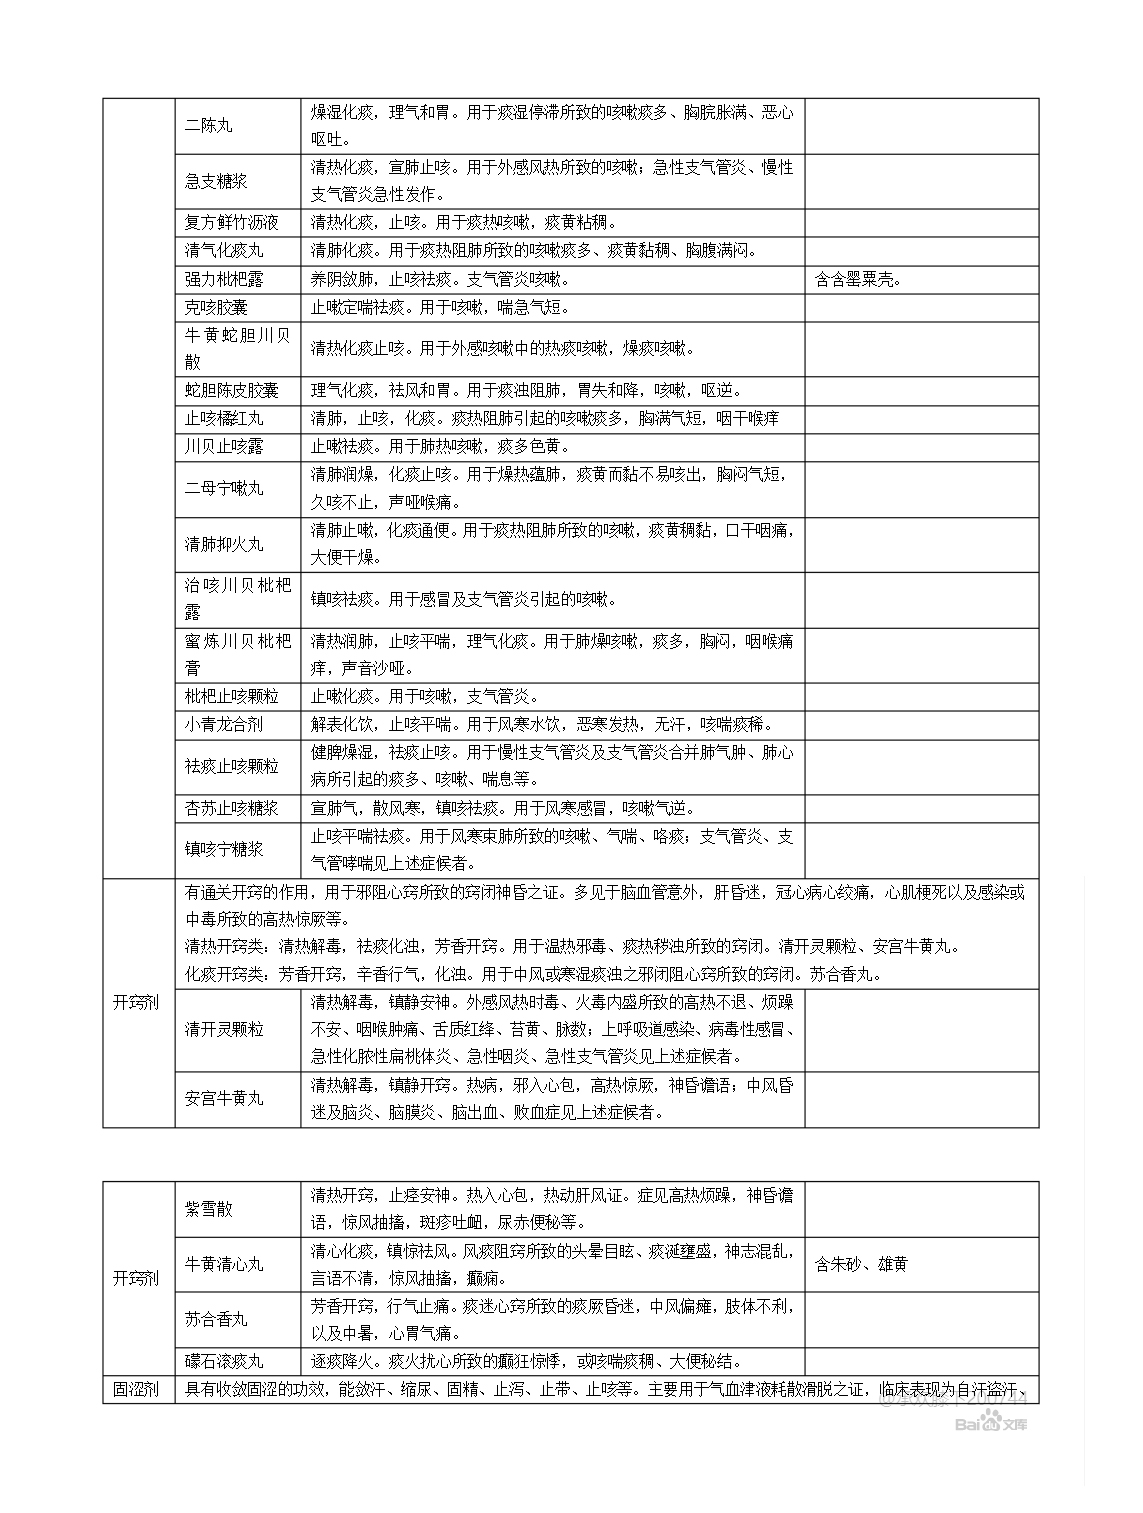 二陈丸
燥湿化痰，理气和胃。用于痰湿停滞所致的咳嗽痰多、胸脘胀满、恶心
呕吐。
急支糖浆
清热化痰，宣肺止咳。用于外感风热所致的咳嗽；急性支气管炎、慢性
支气管炎急性发作。
复方鲜竹沥液
清热化痰，止咳。用于痰热咳嗽，痰黄粘稠。
清气化痰丸
清肺化痰。用于痰热阻肺所致的咳嗽痰多、痰黄黏稠、胸腹满闷。
强力枇杷露
养阴敛肺，止咳祛痰。支气管炎咳嗽。
含含罂粟壳。
克咳胶囊
止嗽定喘祛痰。用于咳嗽，喘急气短。
牛黄蛇胆川贝
散
清热化痰止咳。用于外感咳嗽中的热痰咳嗽，燥痰咳嗽。
蛇胆陈皮胶囊
理气化痰，祛风和胃。用于痰浊阻肺，胃失和降，咳嗽，呕逆。
止咳橘红丸
清肺，止咳，化痰。痰热阻肺引起的咳嗽痰多，胸满气短，咽干喉痒
川贝止咳露
止嗽祛痰。用于肺热咳嗽，痰多色黄。
二母宁嗽丸
清肺润燥，化痰止咳。用于燥热蕴肺，痰黄而黏不易咳出，胸闷气短，
久咳不止，声哑喉痛。
清肺抑火丸
清肺止嗽，化痰通便。用于痰热阻肺所致的咳嗽，痰黄稠黏，口干咽痛，
大便干燥。
治咳川贝枇杷
露
镇咳祛痰。用于感冒及支气管炎引起的咳嗽。
蜜炼川贝枇杷
膏
清热润肺，止咳平喘，理气化痰。用于肺燥咳嗽，痰多，胸闷，咽喉痛
痒，声音沙哑。
枇杷止咳颗粒
止嗽化痰。用于咳嗽，支气管炎。
小青龙合剂
解表化饮，止咳平喘。用于风寒水饮，恶寒发热，无汗，咳喘痰稀。
祛痰止咳颗粒
健脾燥湿，祛痰止咳。用于慢性支气管炎及支气管炎合并肺气肿、肺心
病所引起的痰多、咳嗽、喘息等。
杏苏止咳糖浆
宣肺气，散风寒，镇咳祛痰。用于风寒感冒，咳嗽气逆。
镇咳宁糖浆
止咳平喘祛痰。用于风寒束肺所致的咳嗽、气喘、咯痰；支气管炎、支
气管哮喘见上述症候者。
开窍剂
有通关开窍的作用，用于邪阻心窍所致的窍闭神昏之证。多见于脑血管意外，肝昏迷，冠心病心绞痛，心肌梗死以及感染或
中毒所致的高热惊厥等。
清热开窍类：清热解毒，祛痰化浊，芳香开窍。用于温热邪毒、痰热秽浊所致的窍闭。清开灵颗粒、安宫牛黄丸。
化痰开窍类：芳香开窍，辛香行气，化浊。用于中风或寒湿痰浊之邪闭阻心窍所致的窍闭。苏合香丸。
清开灵颗粒
清热解毒，镇静安神。外感风热时毒、火毒内盛所致的高热不退、烦躁
不安、咽喉肿痛、舌质红绛、苔黄、脉数；上呼吸道感染、病毒性感冒、
急性化脓性扁桃体炎、急性咽炎、急性支气管炎见上述症候者。
安宫牛黄丸
清热解毒，镇静开窍。热病，邪入心包，高热惊厥，神昏谵语；中风昏
迷及脑炎、脑膜炎、脑出血、败血症见上述症候者。
开窍剂
紫雪散
清热开窍，止痉安神。热入心包，热动肝风证。症见高热烦躁，神昏谵
语，惊风抽搐，斑疹吐衄，尿赤便秘等。
牛黄清心丸
清心化痰，镇惊祛风。风痰阻窍所致的头晕目眩、痰涎壅盛，神志混乱，
言语不清，惊风抽搐，癫痫。
含朱砂、雄黄
苏合香丸
芳香开窍，行气止痛。痰迷心窍所致的痰厥昏迷，中风偏瘫，肢体不利，
以及中暑，心胃气痛。
礞石滚痰丸
逐痰降火。痰火扰心所致的癫狂惊悸，或咳喘痰稠、大便秘结。
固涩剂
具有收敛固涩的功效，能敛汗、缩尿、固精、止泻、止带、止咳等。主要用于气血津液耗散滑脱之证，临床表现为自汗盗汗、
@承欢膝下200744
Baidu文库